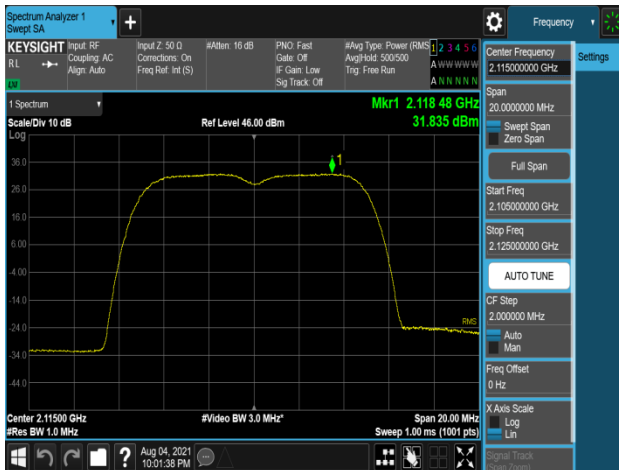 Spectrum Analyzer 1
Swept SA
+
Frequency
KEYSIGHT
RL
LXI
Input: RF
Coupling: AC
Align: Auto
Input Z: 50 Ω
Corrections: On
Freq Ref: Int (S)
#Atten: 16 dB
PNO: Fast
Gate: Off
IF Gain: Low
Sig Track: Off
#Avg Type: Power (RMS
Avg|Hold: 500/500
Trig: Free Run
1 2 3 4 5 6
A W W W W W
A N N N N N
1 Spectrum
Scale/Div 10 dB
Log
Ref Level 46.00 dBm
Mkr1 2.118 48 GHz
31.835 dBm
1
36.0
26.0
16.0
6.00
-4.00
-14.0
-24.0
-34.0
-44.0
RMS
Center 2.11500 GHz
#Res BW 1.0 MHz
#Video BW 3.0 MHz*
Span 20.00 MHz
Sweep 1.00 ms (1001 pts)
Aug 04, 2021
10:01:38 PM
?
Settings
Center Frequency
2.115000000 GHz
Span
20.0000000 MHz
Swept Span
Zero Span
Full Span
Start Freq
2.105000000 GHz
Stop Freq
2.125000000 GHz
AUTO TUNE
CF Step
2.000000 MHz
Auto
Man
Freq Offset
0 Hz
X Axis Scale
Log
Lin
Signal Track
(Span Zoom)